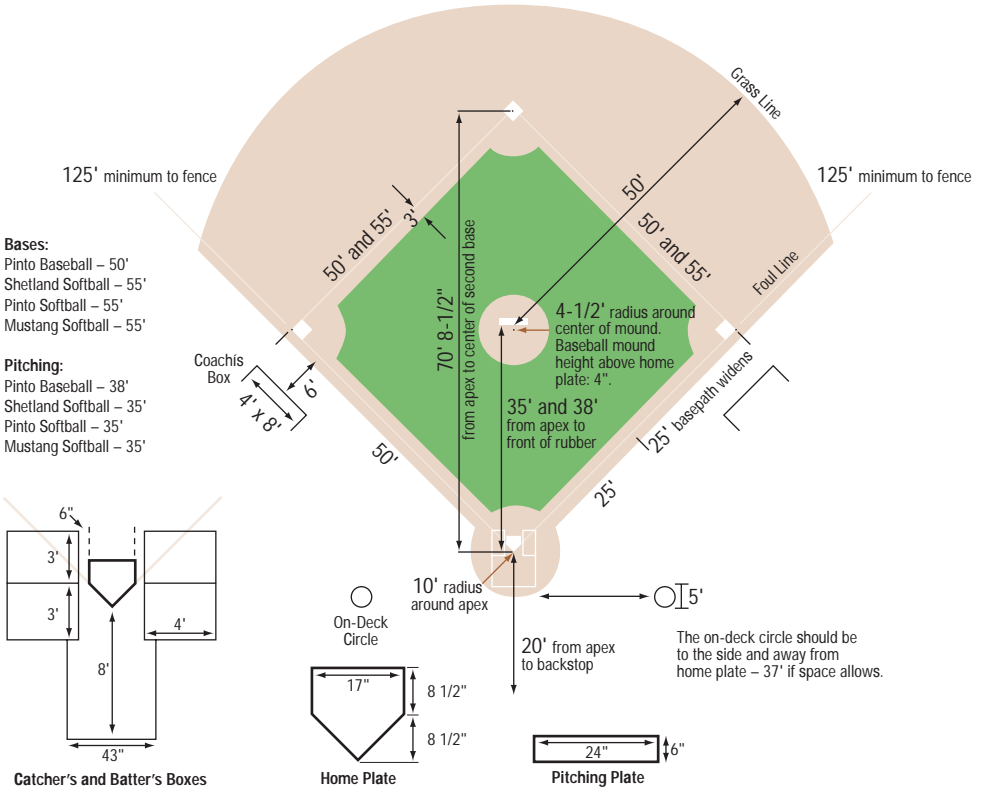 Grass Line
125' minimum to fence
125' minimum to fence
50'
3'
50' and 55'
50' and 55'
Foul Line
Bases:
Pinto Baseball – 50'
Shetland Softball – 55'
Pinto Softball – 55'
Mustang Softball – 55'
70' 8-1/2"
from apex to center of second base
4-1/2' radius around
center of mound.
Baseball mound
height above home
plate: 4".
Pitching:
Pinto Baseball – 38'
Shetland Softball – 35'
Pinto Softball – 35'
Mustang Softball – 35'
Coachís
Box
6'
4' x 8'
35' and 38'
from apex to
front of rubber
25' basepath widens
50'
25'
10' radius
around apex
On-Deck
Circle
5'
20' from apex
to backstop
The on-deck circle should be
to the side and away from
home plate – 37' if space allows.
6"
3'
3'
4'
8'
43"
Catcher's and Batter's Boxes
17"
8 1/2"
8 1/2"
Home Plate
24"
6"
Pitching Plate